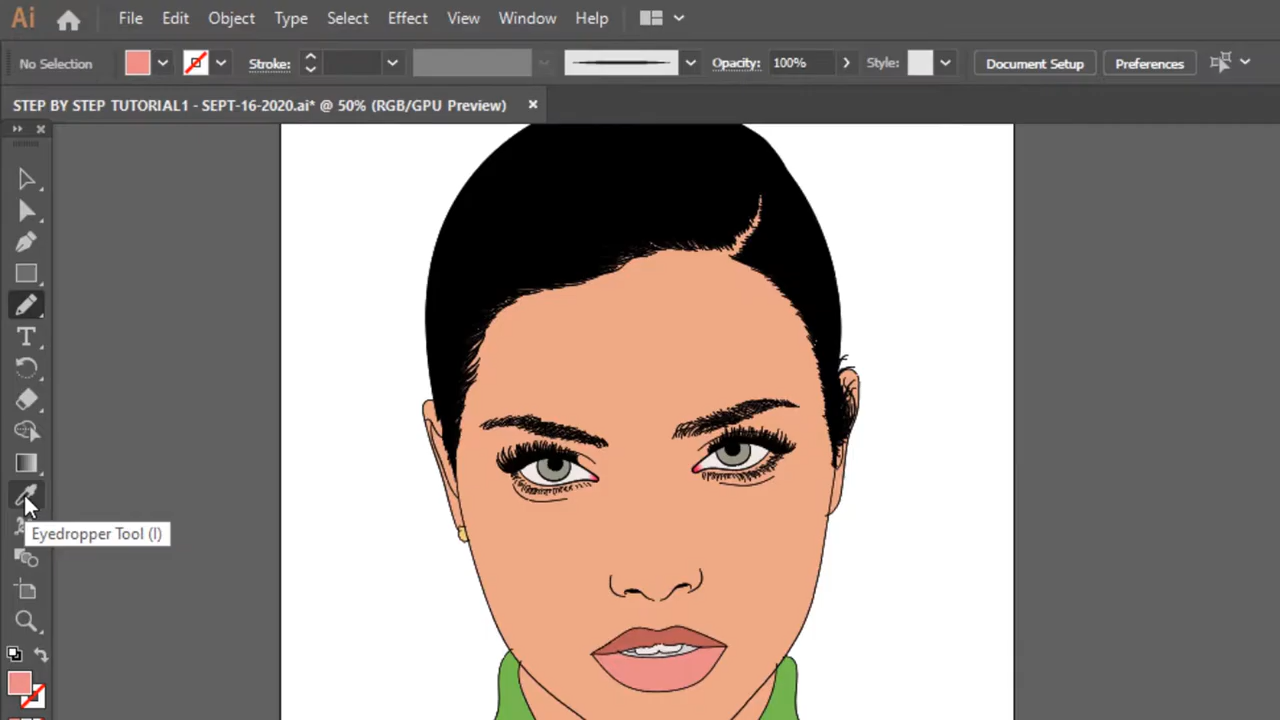 Ai File Edit Object Type Select Effect View Window Help
No Selection Stroke: Opacity: 100% Style: Document Setup Preferences
STEP BY STEP TUTORIAL1 - SEPT-16-2020.ai* @ 50% (RGB/GPU Preview) ×
T
Eyedropper Tool (I)